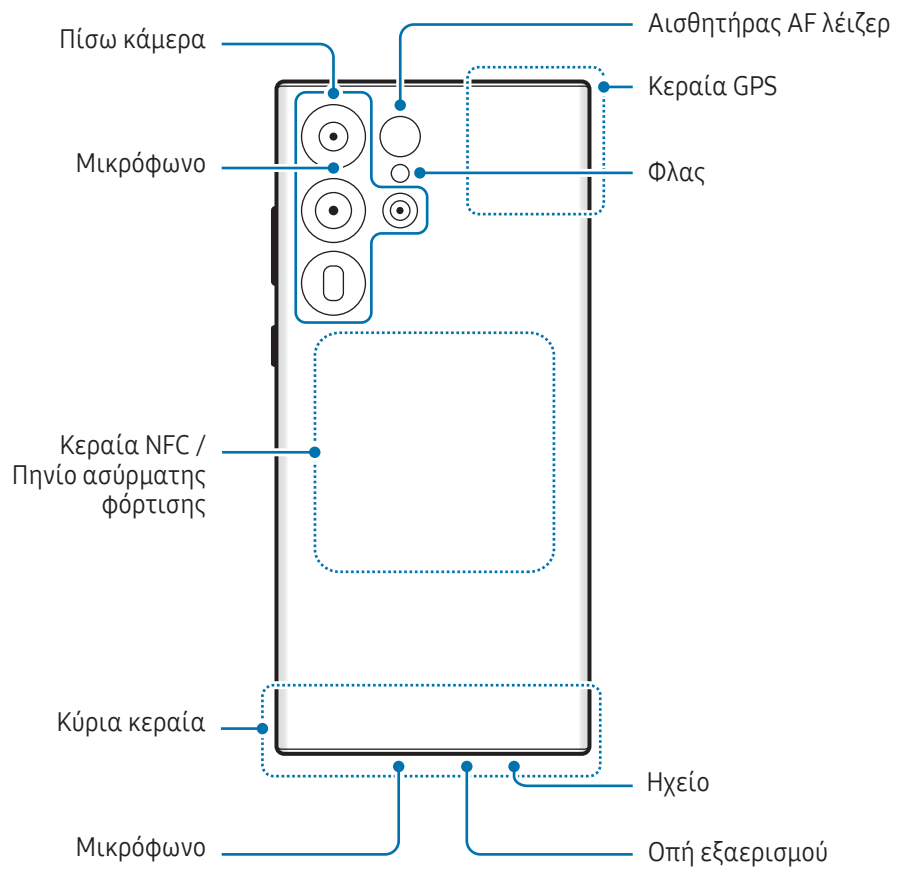 Πίσω κάμερα
Αισθητήρας AF λέιζερ
Κεραία GPS
Μικρόφωνο
Φλας
Κεραία NFC /
Πηνίο ασύρματης
φόρτισης
Κύρια κεραία
Ηχείο
Μικρόφωνο
Οπή εξαερισμού